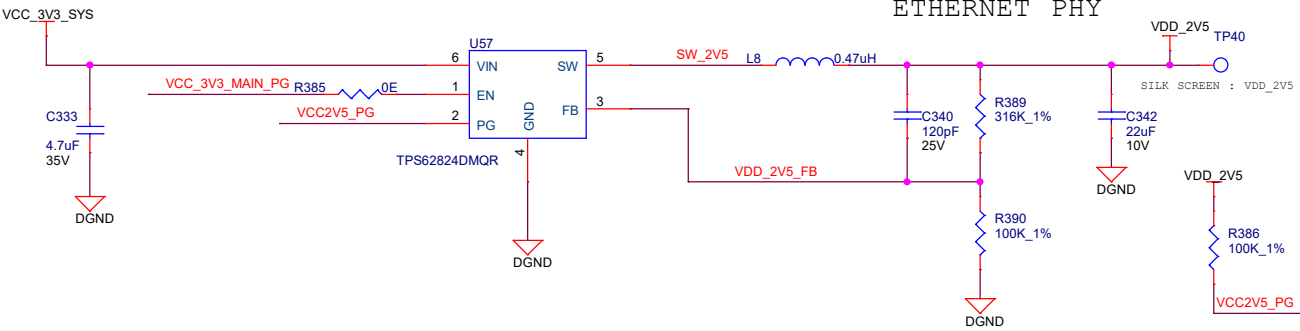 ETHERNET PHY
VCC_3V3_SYS
VDD_2V5
TP40
U57
6
VIN
SW
5
SW_2V5
L8
0.47uH
SILK SCREEN : VDD_2V5
VCC_3V3_MAIN_PG
R385
0E
1
EN
3
FB
VCC2V5_PG
2
PG
GND
4
C333
4.7uF
35V
TPS62824DMQR
C340
120pF
25V
R389
316K_1%
C342
22uF
10V
VDD_2V5_FB
DGND
DGND
VDD_2V5
R390
100K_1%
R386
100K_1%
DGND
VCC2V5_PG
DGND